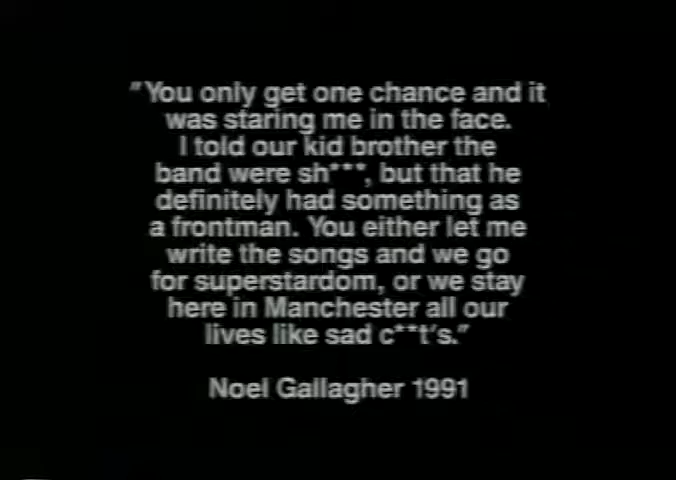 "You only get one chance and it
was staring me in the face.
I told our kid brother the
band were sh***, but that he
definitely had something as
a frontman. You either let me
write the songs and we go
for superstardom, or we stay
here in Manchester all our
lives like sad c**t's."
Noel Gallagher 1991